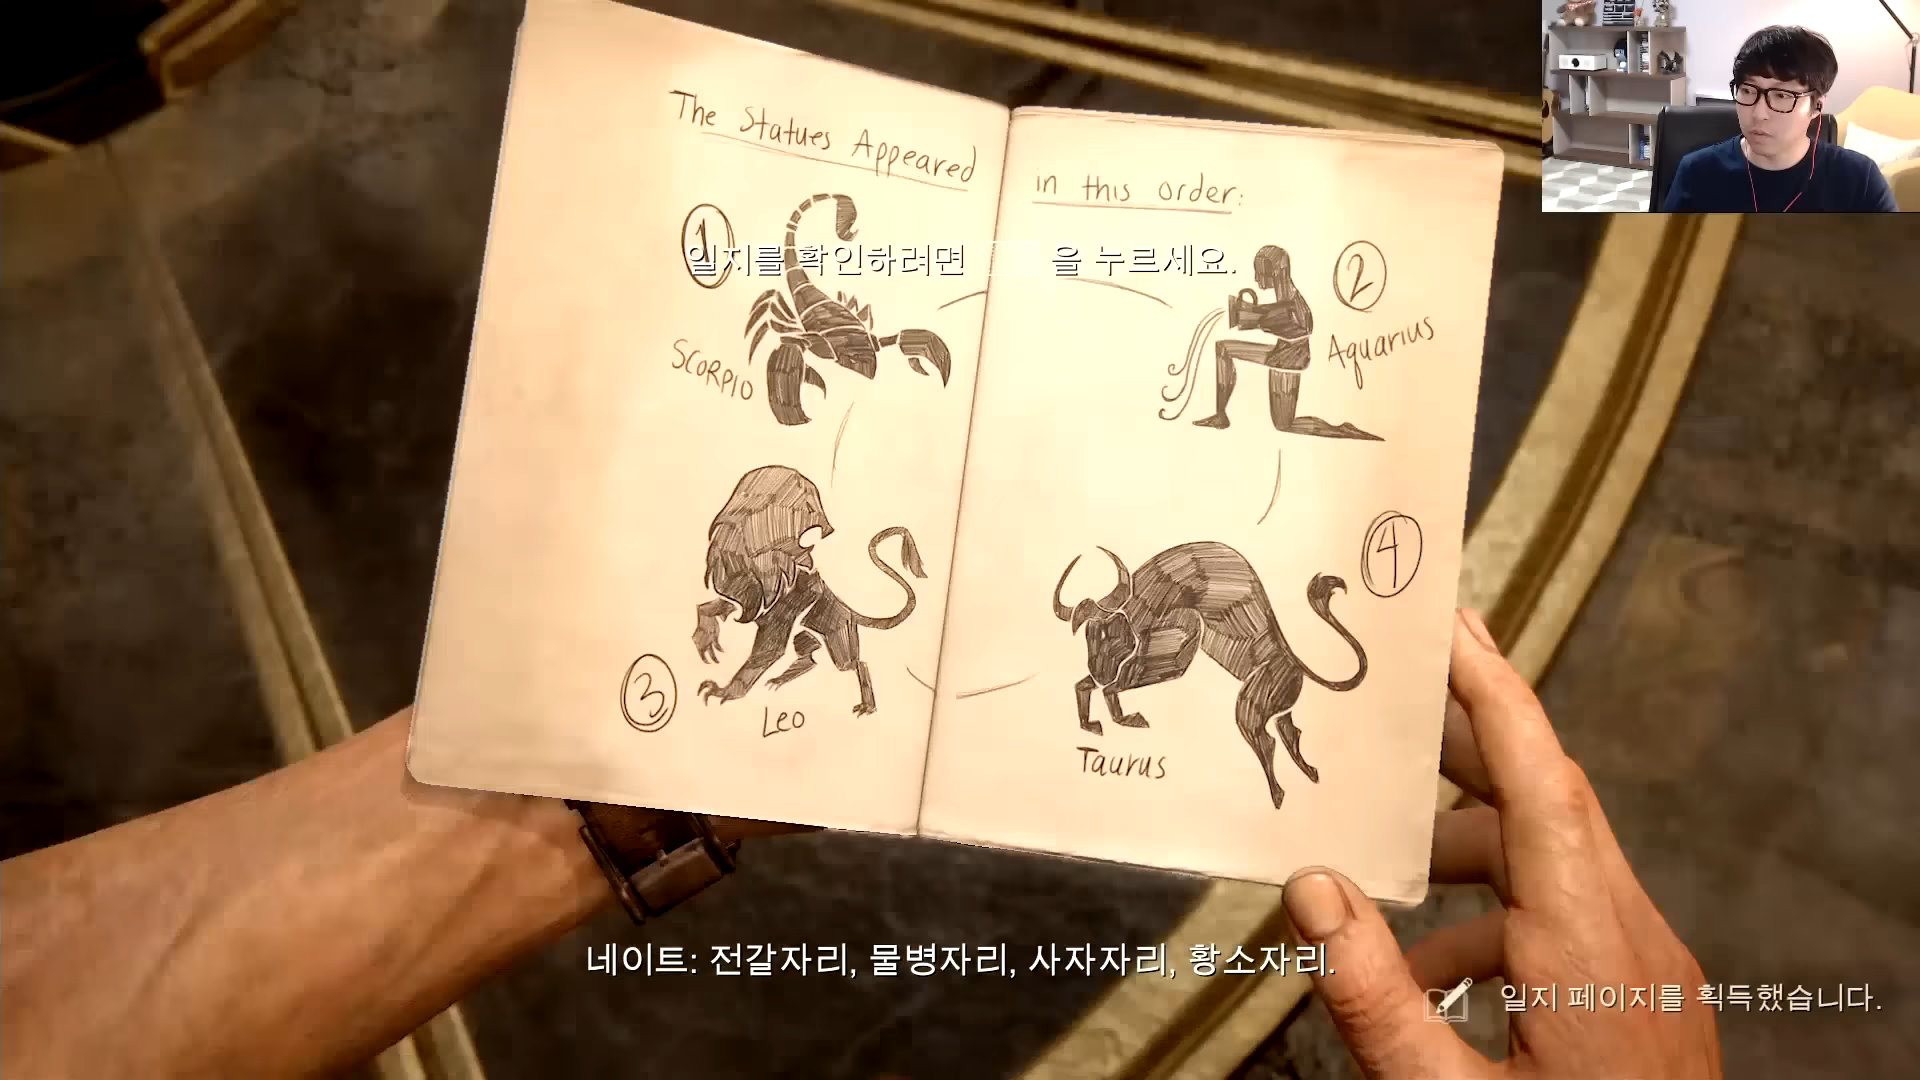 The Statues Appeared
in this order:
1
일지를 확인하려면 을 누르세요.
2
Scorpio
Aquarius
3
Leo
4
Taurus
네이트: 전갈자리, 물병자리, 사자자리, 황소자리.
일지 페이지를 획득했습니다.